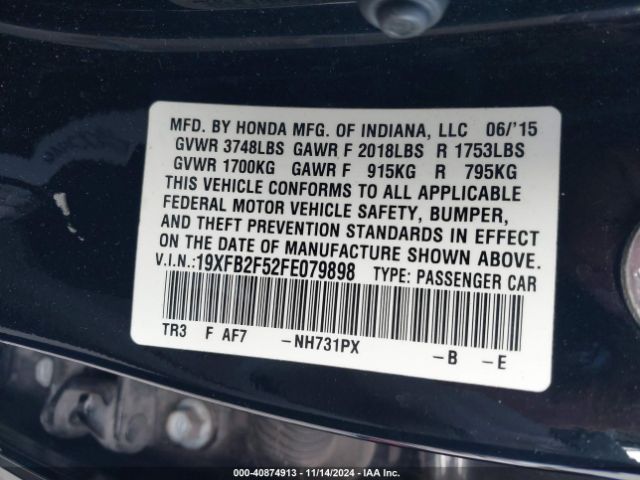 MFD. BY HONDA MFG. OF INDIANA, LLC 06/'15
GVWR 3748LBS GAWR F 2018LBS R 1753LBS
GVWR 1700KG GAWR F 915KG R 795KG
THIS VEHICLE CONFORMS TO ALL APPLICABLE
FEDERAL MOTOR VEHICLE SAFETY, BUMPER,
AND THEFT PREVENTION STANDARDS IN EFFECT
ON THE DATE OF MANUFACTURE SHOWN ABOVE.
V.I.N.:19XFB2F52FE079898 TYPE: PASSENGER CAR
TR3 F AF7 -NH731PX -B -E
000-40874913 - 11/14/2024 - IAA Inc.